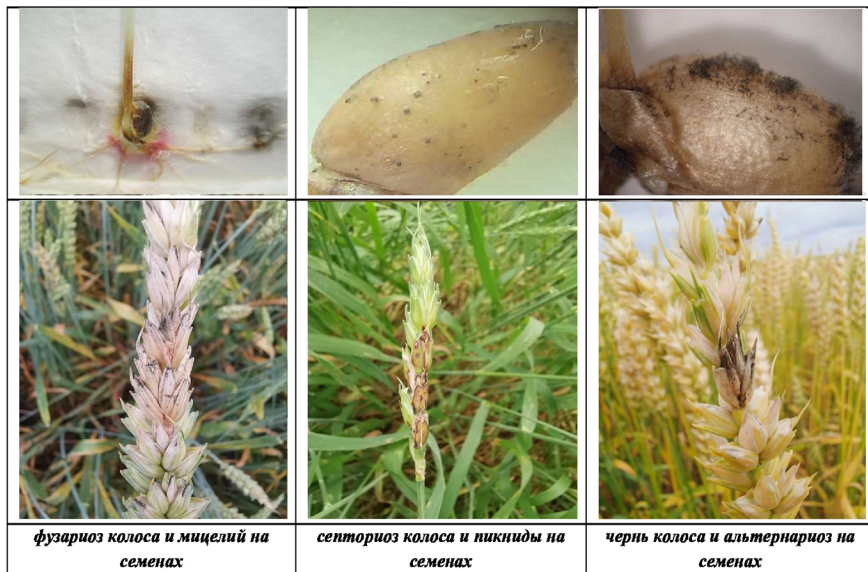 фузариоз колоса и мицелий на
семенах
септориоз колоса и пикниды на
семенах
чернь колоса и альтернариоз на
семенах